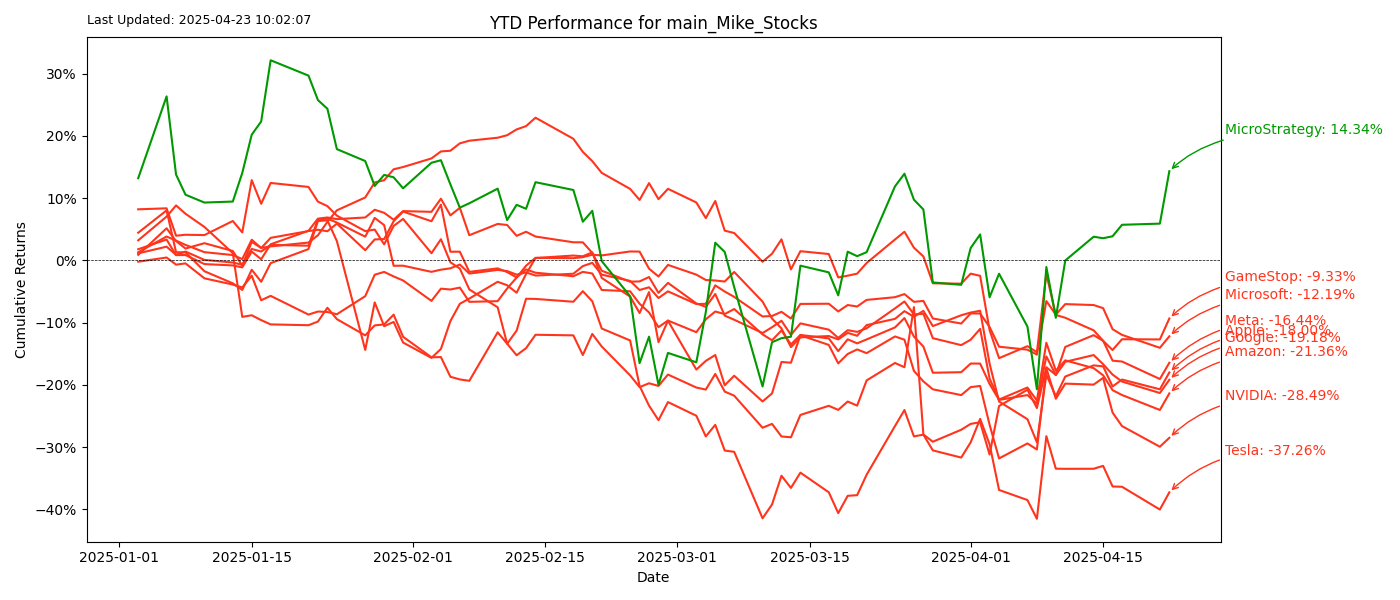 Last Updated: 2025-04-23 10:02:07
YTD Performance for main_Mike_Stocks
Cumulative Returns
30%
20%
10%
0%
−10%
−20%
−30%
−40%
MicroStrategy: 14.34%
GameStop: -9.33%
Microsoft: -12.19%
Meta: -16.44%
Apple: -18.00%
Google: -19.18%
Amazon: -21.36%
NVIDIA: -28.49%
Tesla: -37.26%
2025-01-01 2025-01-15 2025-02-01 2025-02-15 2025-03-01 2025-03-15 2025-04-01 2025-04-15
Date